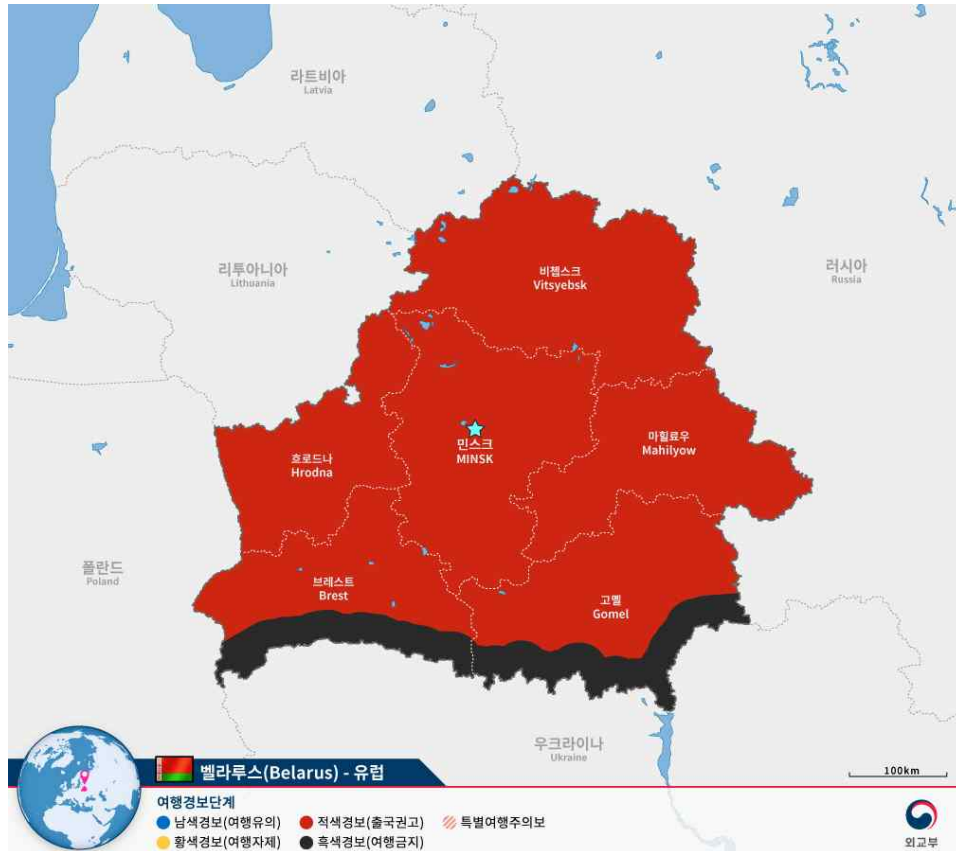 라트비아
Latvia
리투아니아
Lithuania
러시아
Russia
비쳅스크
Vitsyebsk
민스크
MINSK
마힐료우
Mahilyow
흐로드나
Hrodna
폴란드
Poland
브레스트
Brest
고멜
Gomel
우크라이나
Ukraine
벨라루스(Belarus) - 유럽
100km
여행경보단계
남색경보(여행유의)
적색경보(출국권고)
특별여행주의보
황색경보(여행자제)
흑색경보(여행금지)
외교부